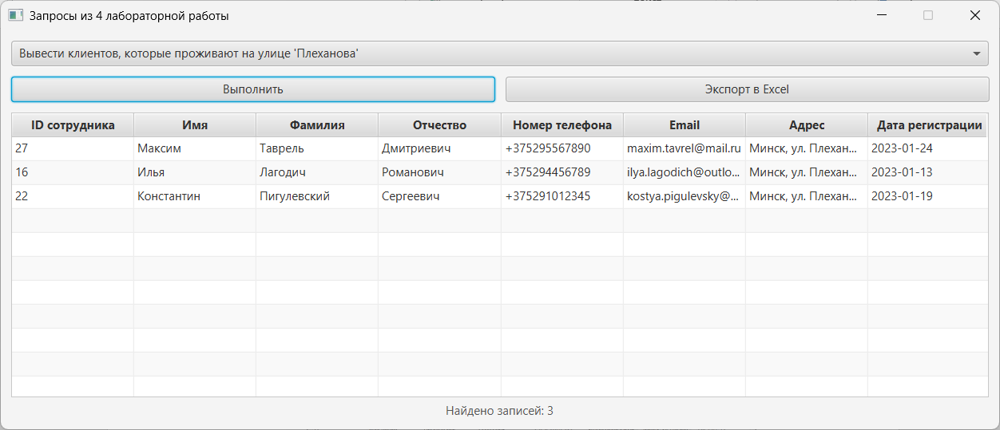 Запросы из 4 лабораторной работы
Вывести клиентов, которые проживают на улице 'Плеханова'
Выполнить Экспорт в Excel
ID сотрудника Имя Фамилия Отчество Номер телефона Email Адрес Дата регистрации
27 Максим Таврель Дмитриевич +375295567890 maxim.tavrel@mail.ru Минск, ул. Плехан... 2023-01-24
16 Илья Лагодич Романович +375294456789 ilya.lagodich@outlo... Минск, ул. Плехан... 2023-01-13
22 Константин Пигулевский Сергеевич +375291012345 kostya.pigulevsky@... Минск, ул. Плехан... 2023-01-19
Найдено записей: 3